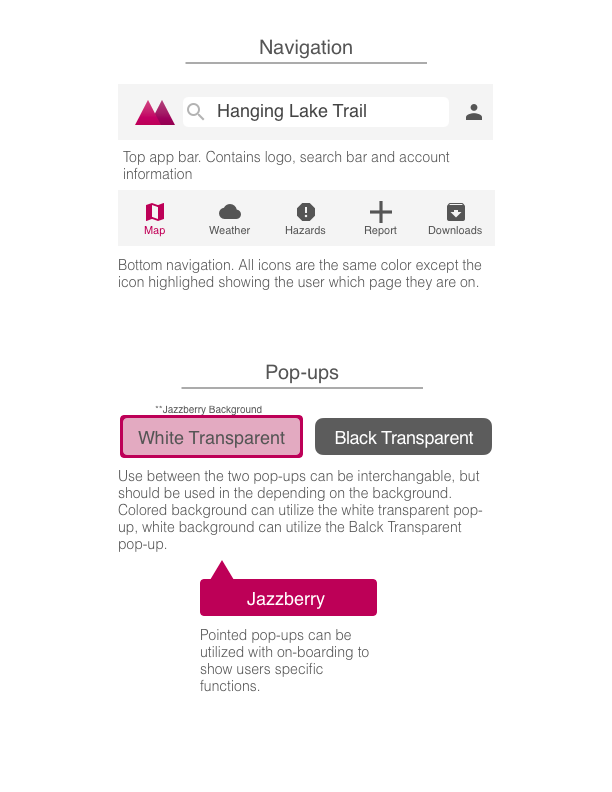 Navigation
Hanging Lake Trail
Top app bar. Contains logo, search bar and account
information
Map Weather Hazards Report Downloads
Bottom navigation. All icons are the same color except the
icon highlighed showing the user which page they are on.
Pop-ups
**Jazzberry Background
White Transparent Black Transparent
Use between the two pop-ups can be interchangable, but
should be used in the depending on the background.
Colored background can utilize the white transparent pop-
up, white background can utilize the Balck Transparent
pop-up.
Jazzberry
Pointed pop-ups can be
utilized with on-boarding to
show users specific
functions.